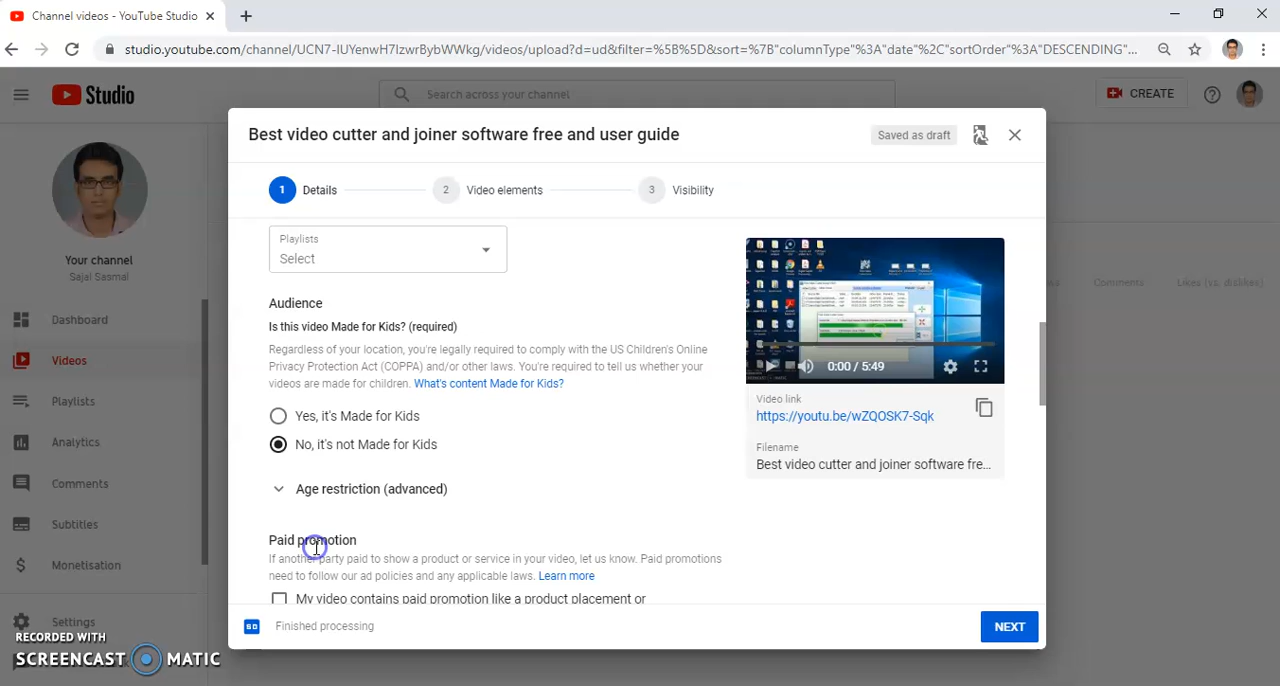 Channel videos - YouTube Studio
studio.youtube.com/channel/UCN7-IUYenwH7IzwrBybWWkg/videos/upload?d=ud&filter=%5B%5D&sort=%7B"columnType"%3A"date"%2C"sortOrder"%3A"DESCENDING"...
Studio
Search across your channel
CREATE
Best video cutter and joiner software free and user guide
Saved as draft
1 Details
2 Video elements
3 Visibility
Playlists
Select
Audience
Is this video Made for Kids? (required)
Regardless of your location, you're legally required to comply with the US Children's Online
Privacy Protection Act (COPPA) and/or other laws. You're required to tell us whether your
videos are made for children. What's content Made for Kids?
Yes, it's Made for Kids
No, it's not Made for Kids
Age restriction (advanced)
Paid promotion
If another party paid to show a product or service in your video, let us know. Paid promotions
need to follow our ad policies and any applicable laws. Learn more
My video contains paid promotion like a product placement or
SD Finished processing
NEXT
0:00 / 5:49
Video link
https://youtu.be/wZQOSK7-Sqk
Filename
Best video cutter and joiner software fre...
Your channel
Sajal Sasmal
Dashboard
Videos
Playlists
Analytics
Comments
Subtitles
Monetisation
Settings
Comments
Likes (vs. dislikes)
RECORDED WITH
SCREENCAST MATIC